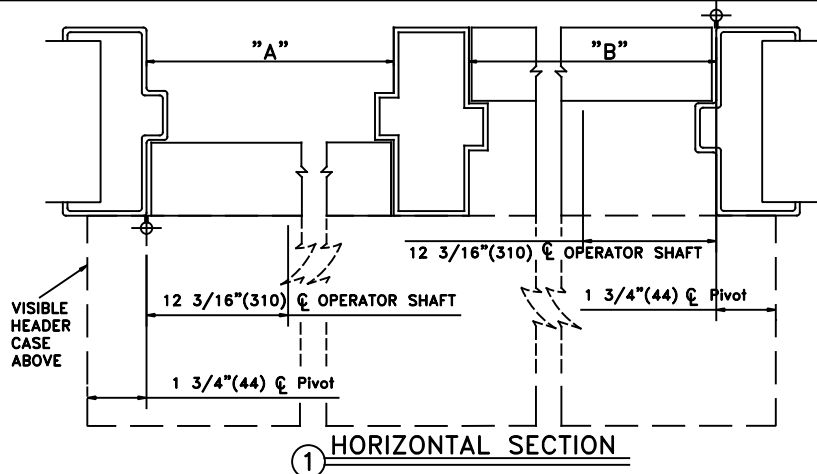 "A"
"B"
12 3/16"(310) ℄ OPERATOR SHAFT
12 3/16"(310) ℄ OPERATOR SHAFT
1 3/4"(44) ℄ Pivot
VISIBLE
HEADER
CASE
ABOVE
1 3/4"(44) ℄ Pivot
1 HORIZONTAL SECTION